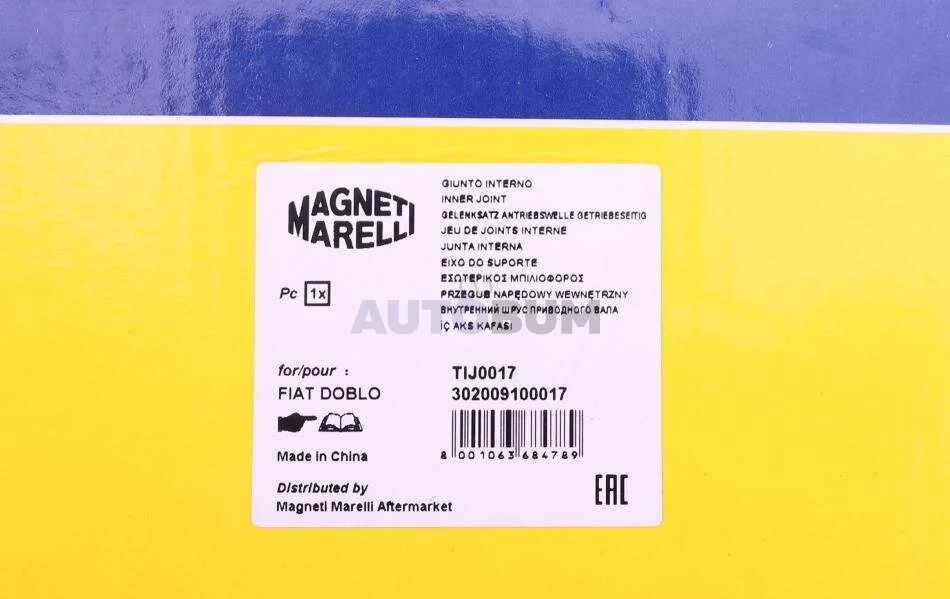 MAGNETI
MARELLI
GIUNTO INTERNO
INNER JOINT
GELENKSATZ ANTRIEBSWELLE GETRIEBESEITIG
JEU DE JOINTS INTERNE
JUNTA INTERNA
EIXO DO SUPORTE
ΕΣΩΤΕΡΙΚΟΣ ΜΠΙΛΙΟΦΟΡΟΣ
PRZEGUB NAPĘDOWY WEWNĘTRZNY
ВНУТРЕННИЙ ШРУС ПРИВОДНОГО ВАЛА
İÇ AKS KAFASI
Pc 1x
AUTOBUM
for/pour :
FIAT DOBLO
TIJ0017
302009100017
8 001063 684789
Made in China
Distributed by
Magneti Marelli Aftermarket
EAC